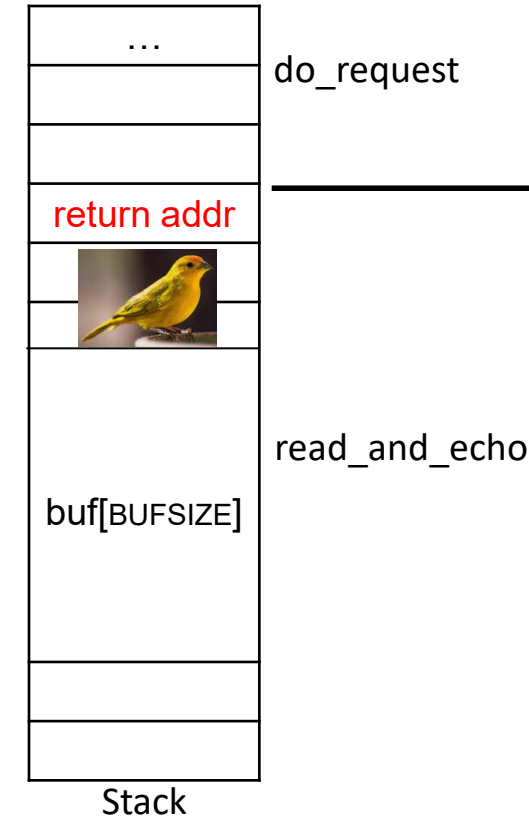 …
do_request
return addr
read_and_echo
buf[BUFSIZE]
Stack